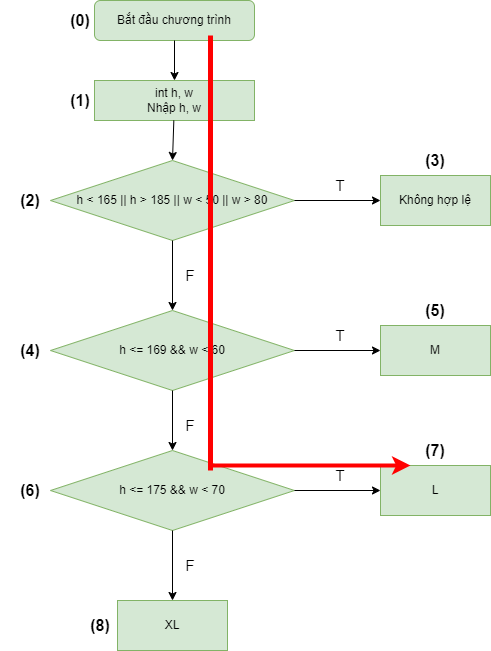 (0)
Bắt đầu chương trình
(1)
int h, w
Nhập h, w
(2)
h < 165 || h > 185 || w < 50 || w > 80
T
(3)
Không hợp lệ
F
(4)
h <= 169 && w < 60
T
(5)
M
F
(6)
h <= 175 && w < 70
T
(7)
L
F
(8)
XL